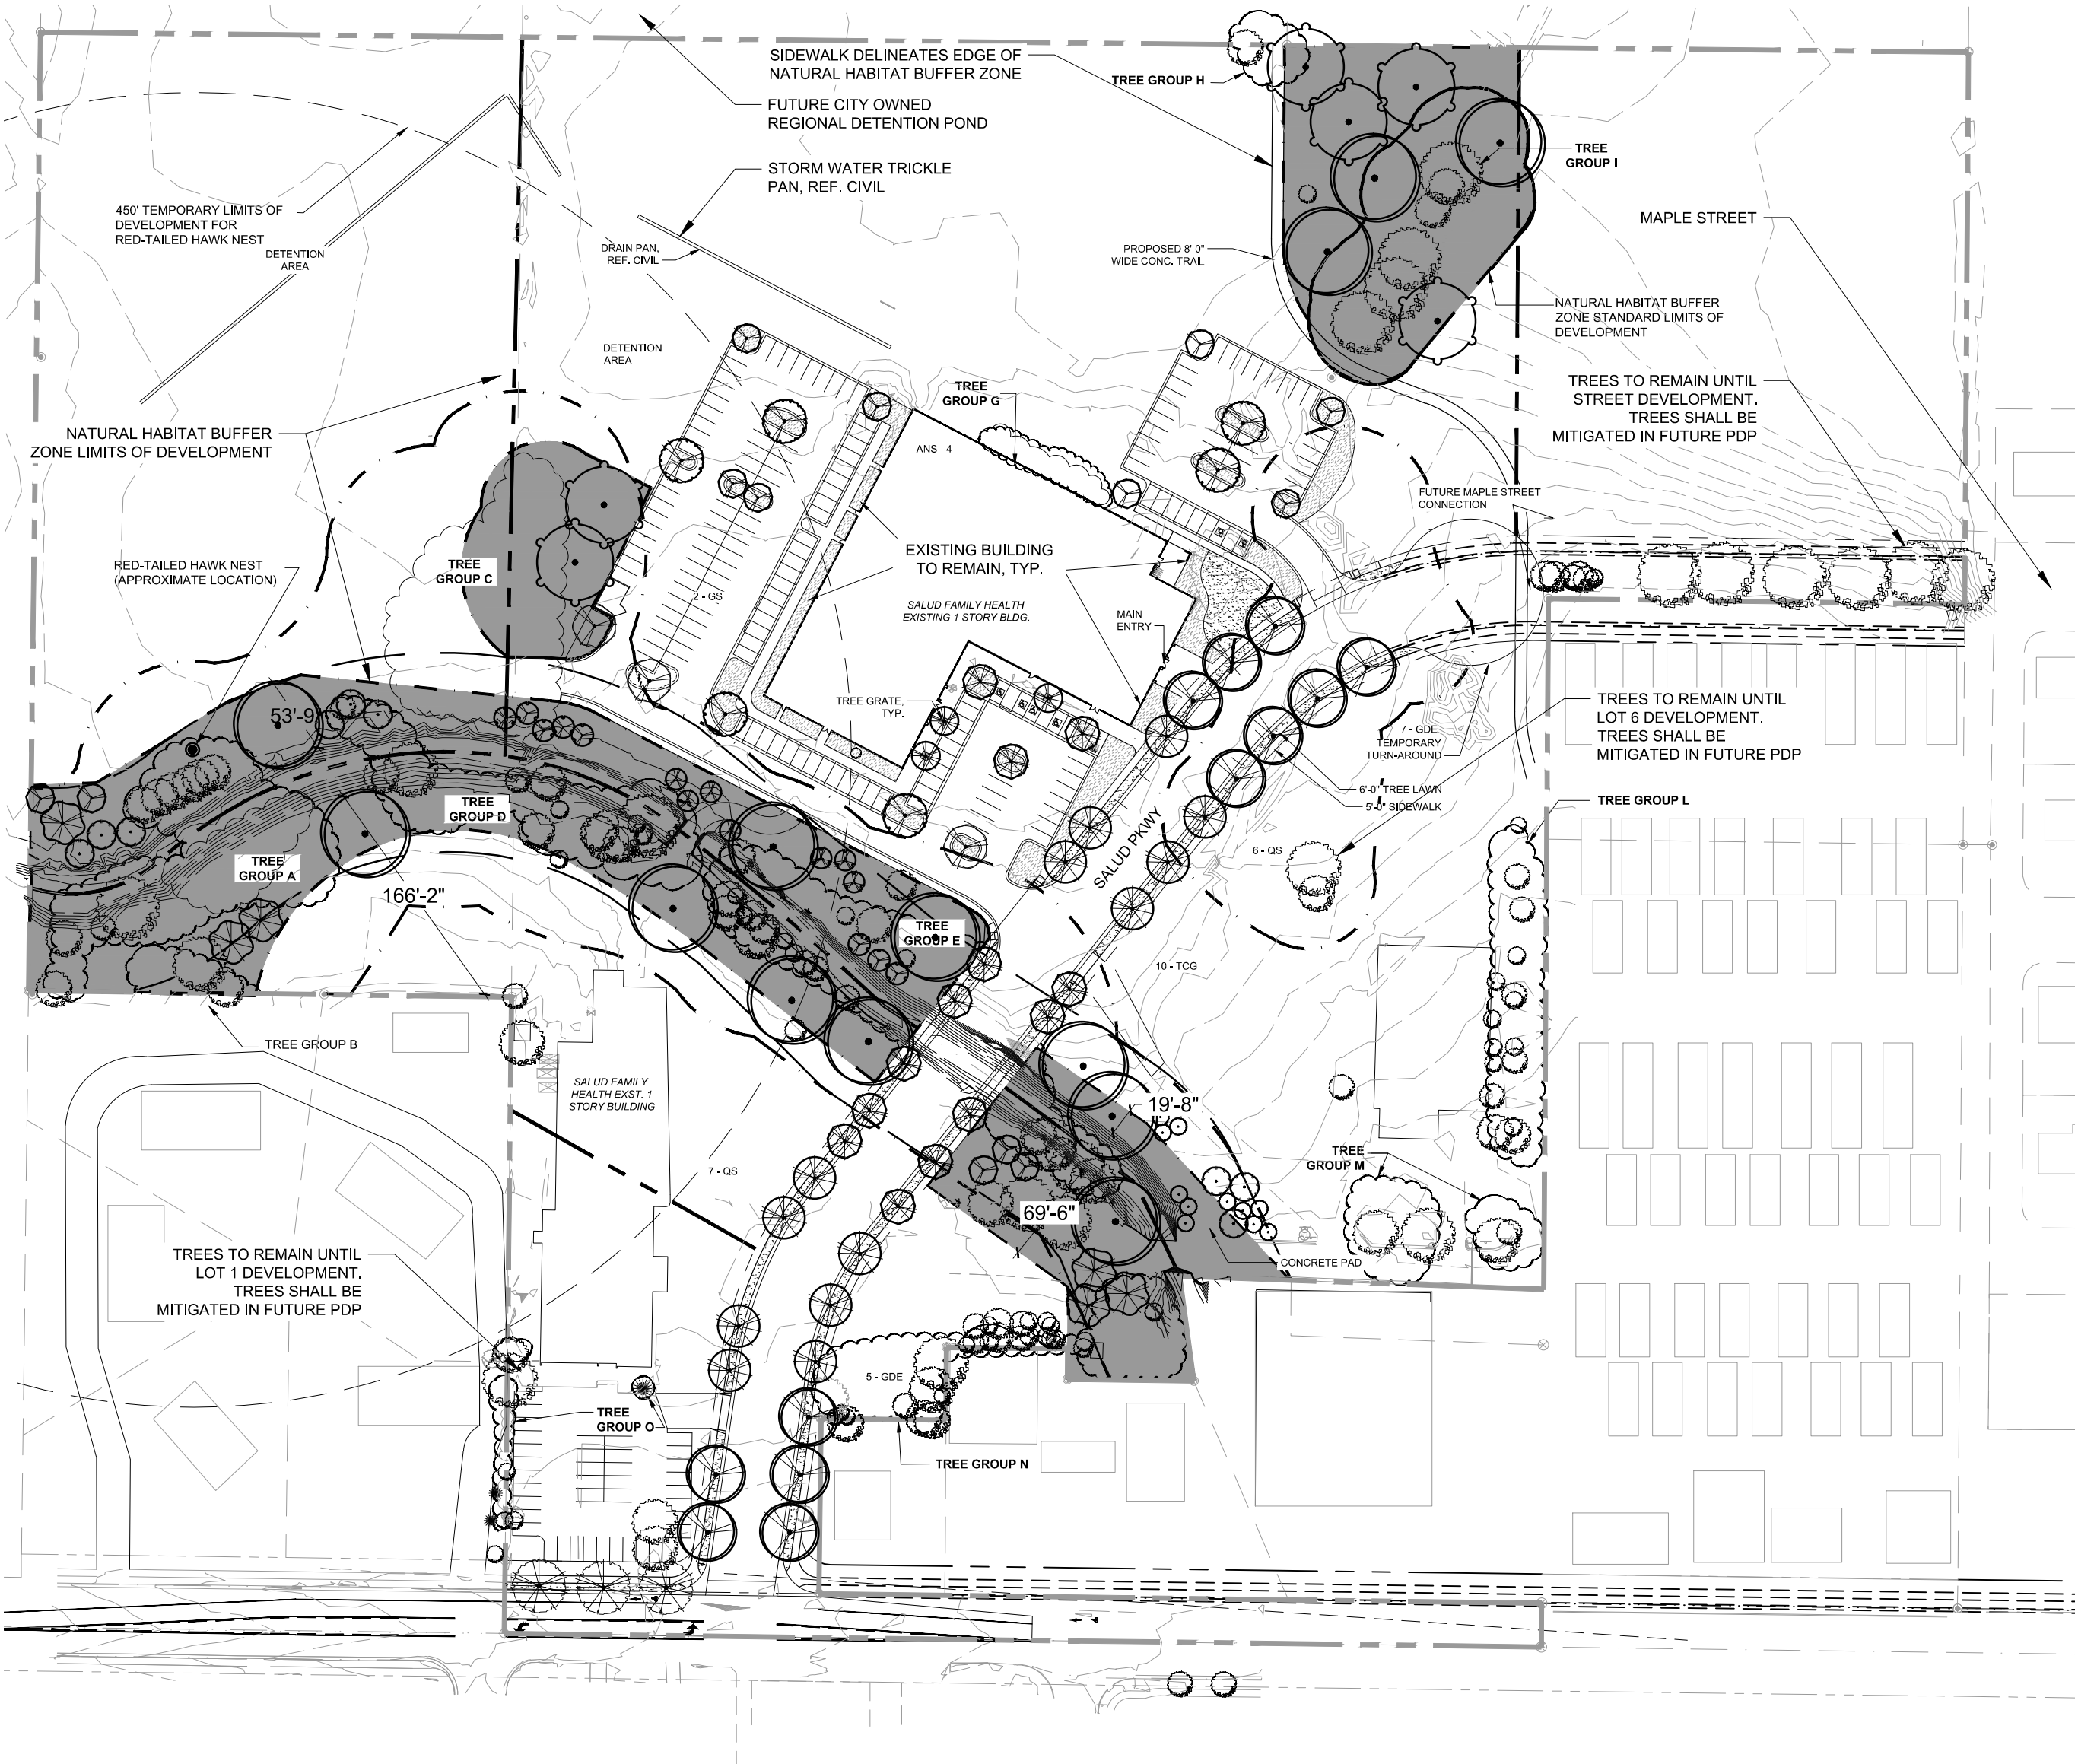 SIDEWALK DELINEATES EDGE OF
NATURAL HABITAT BUFFER ZONE
TREE GROUP H
FUTURE CITY OWNED
REGIONAL DETENTION POND
TREE
GROUP I
STORM WATER TRICKLE
PAN, REF. CIVIL
450' TEMPORARY LIMITS OF
DEVELOPMENT FOR
RED-TAILED HAWK NEST
DETENTION
AREA
MAPLE STREET
DRAIN PAN,
REF. CIVIL
PROPOSED 8'-0"
WIDE CONC. TRAIL
NATURAL HABITAT BUFFER
ZONE STANDARD LIMITS OF
DEVELOPMENT
DETENTION
AREA
TREE
GROUP G
TREES TO REMAIN UNTIL
STREET DEVELOPMENT.
TREES SHALL BE
MITIGATED IN FUTURE PDP
NATURAL HABITAT BUFFER
ZONE LIMITS OF DEVELOPMENT
ANS - 4
FUTURE MAPLE STREET
CONNECTION
EXISTING BUILDING
TO REMAIN, TYP.
RED-TAILED HAWK NEST
(APPROXIMATE LOCATION)
TREE
GROUP C
2 - GS
SALUD FAMILY HEALTH
EXISTING 1 STORY BLDG.
MAIN
ENTRY
TREE GRATE,
TYP.
TREES TO REMAIN UNTIL
LOT 6 DEVELOPMENT.
TREES SHALL BE
MITIGATED IN FUTURE PDP
53'-9
7 - GDE
TEMPORARY
TURN-AROUND
6'-0" TREE LAWN
5'-0" SIDEWALK
TREE GROUP L
TREE
GROUP D
SALUD PKWY
6 - QS
TREE
GROUP A
166'-2"
TREE
GROUP E
10 - TCG
TREE GROUP B
SALUD FAMILY
HEALTH EXST. 1
STORY BUILDING
19'-8"
7 - QS
TREE
GROUP M
69'-6"
TREES TO REMAIN UNTIL
LOT 1 DEVELOPMENT.
TREES SHALL BE
MITIGATED IN FUTURE PDP
CONCRETE PAD
5 - GDE
TREE
GROUP O
TREE GROUP N